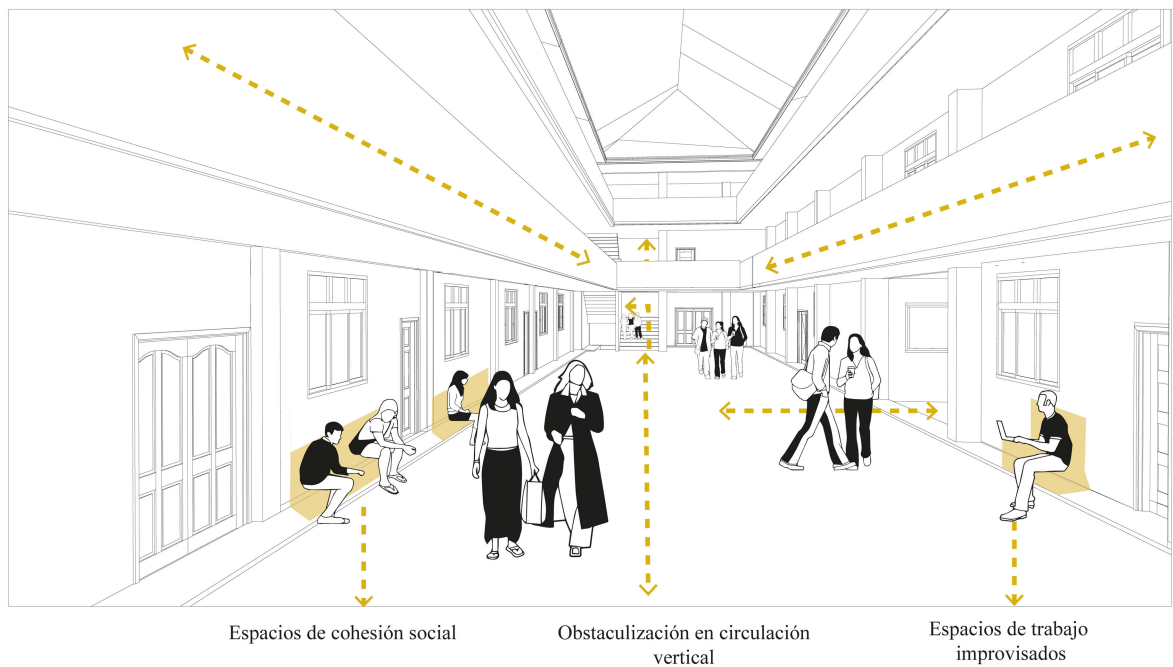 Espacios de cohesión social
Obstaculización en circulación
vertical
Espacios de trabajo
improvisados